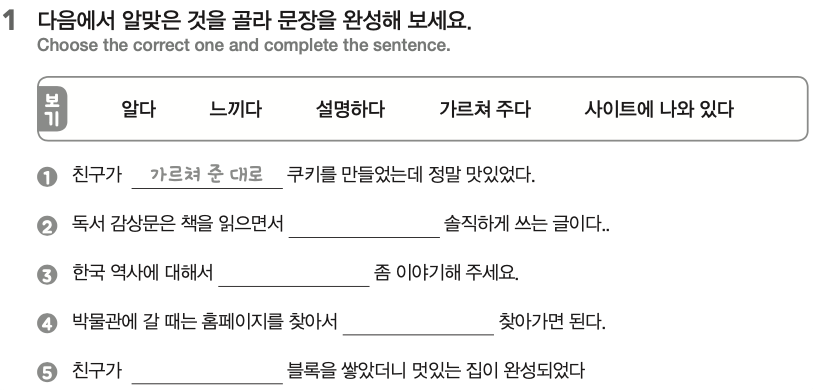 1 다음에서 알맞은 것을 골라 문장을 완성해 보세요.
Choose the correct one and complete the sentence.
보기 알다 느끼다 설명하다 가르쳐 주다 사이트에 나와 있다
1 친구가 가르쳐 준 대로 쿠키를 만들었는데 정말 맛있었다.
2 독서 감상문은 책을 읽으면서 솔직하게 쓰는 글이다..
3 한국 역사에 대해서 좀 이야기해 주세요.
4 박물관에 갈 때는 홈페이지를 찾아서 찾아가면 된다.
5 친구가 블록을 쌓았더니 멋있는 집이 완성되었다